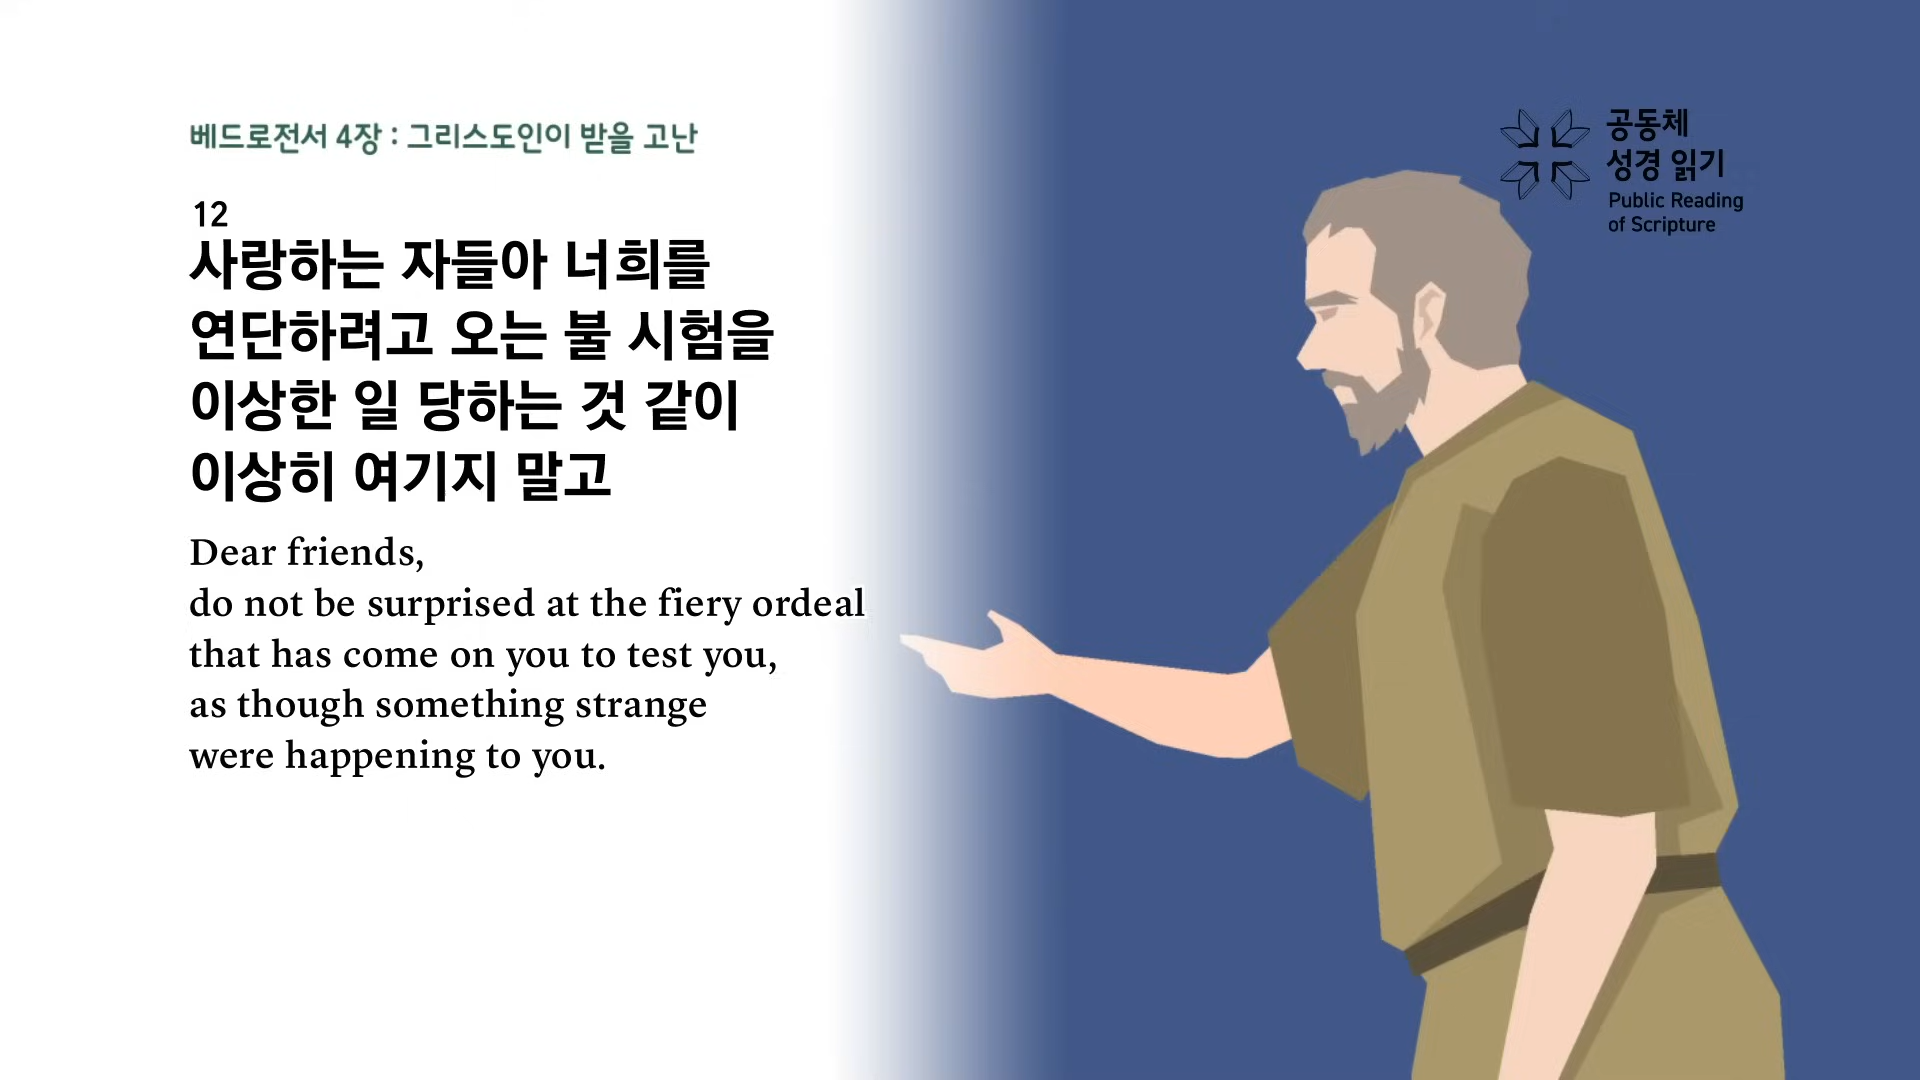 베드로전서 4장 : 그리스도인이 받을 고난
12
사랑하는 자들아 너희를
연단하려고 오는 불 시험을
이상한 일 당하는 것 같이
이상히 여기지 말고
Dear friends,
do not be surprised at the fiery ordeal
that has come on you to test you,
as though something strange
were happening to you.
공동체
성경 읽기
Public Reading
of Scripture